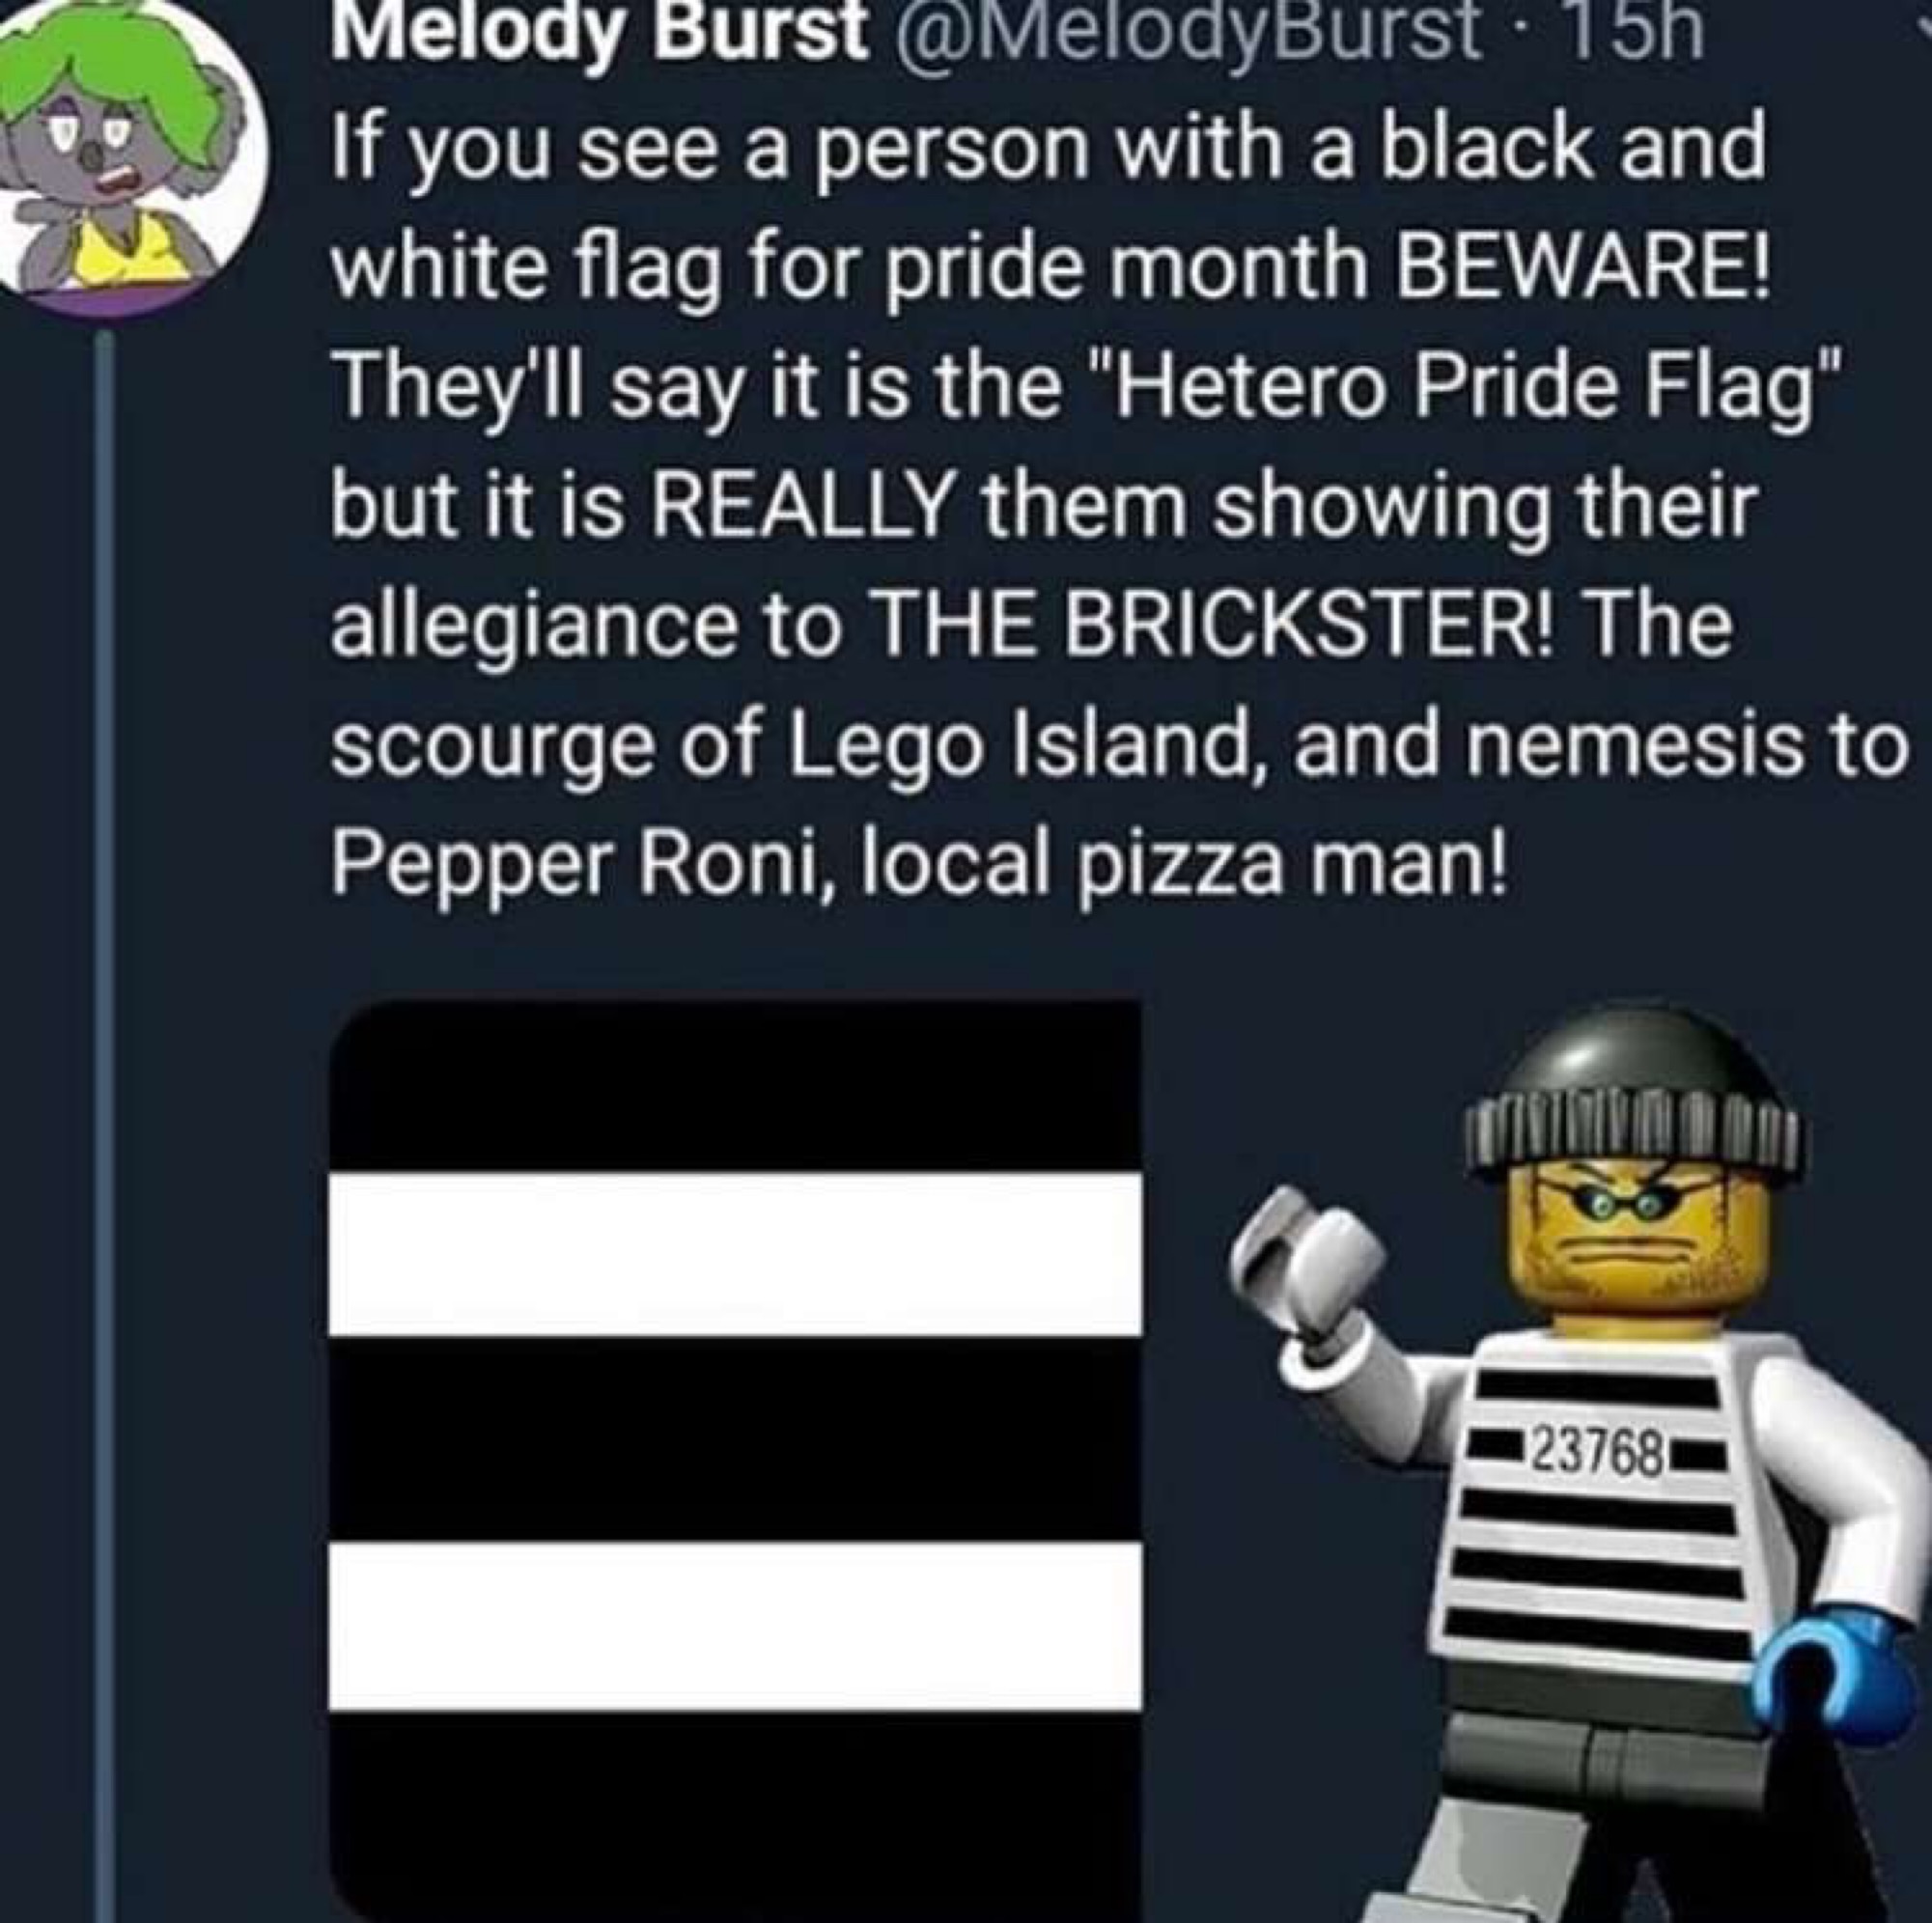 Melody Burst @MelodyBurst · 15h
If you see a person with a black and
white flag for pride month BEWARE!
They'll say it is the "Hetero Pride Flag"
but it is REALLY them showing their
allegiance to THE BRICKSTER! The
scourge of Lego Island, and nemesis to
Pepper Roni, local pizza man!
23768